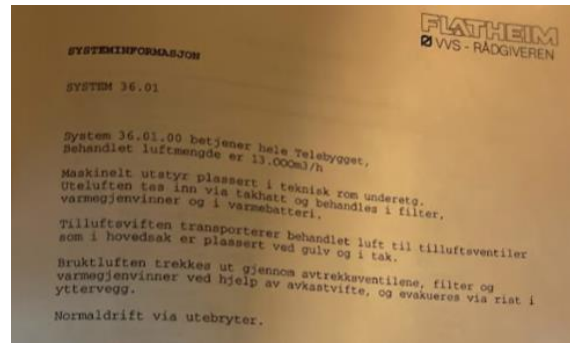 FLATHEIM
VVS - RÅDGIVEREN
SYSTEMINFORMASJON
SYSTEM 36.01
System 36.01.00 betjener hele Telebygget,
Behandlet luftmengde er 13.000m3/h
Maskinelt utstyr plassert i teknisk rom underetg.
Uteluften tas inn via takhatt og behandles i filter,
varmegjenvinner og i varmebatteri.
Tilluftsviften transporterer behandlet luft til tilluftsventiler
som i hovedsak er plassert ved gulv og i tak.
Bruktluften trekkes ut gjennom avtrekksventilene, filter og
varmegjenvinner ved hjelp av avkastvifte, og evakueres via rist i
yttervegg.
Normaldrift via utebryter.